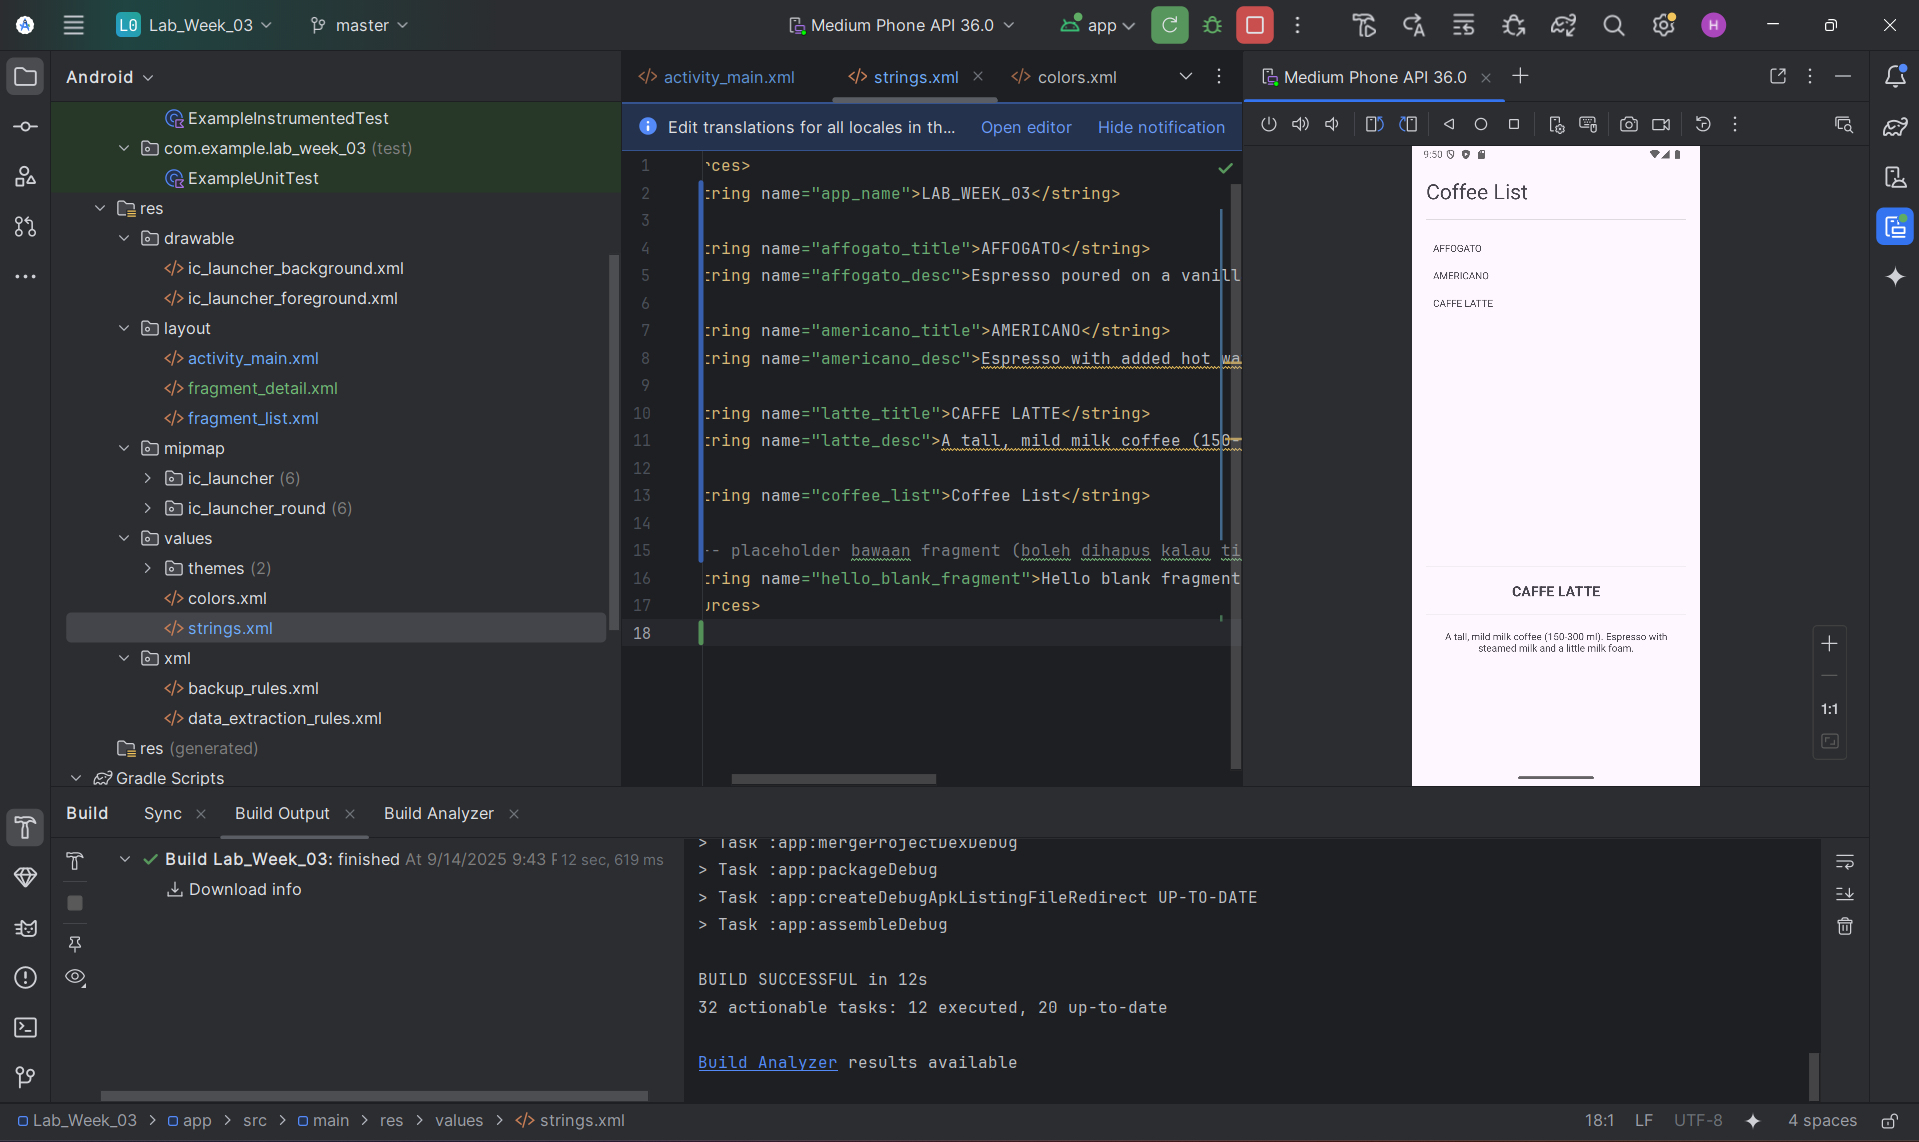 L0 Lab_Week_03
master
Medium Phone API 36.0
app
H
Android
ExampleInstrumentedTest
com.example.lab_week_03 (test)
ExampleUnitTest
res
drawable
ic_launcher_background.xml
ic_launcher_foreground.xml
layout
activity_main.xml
fragment_detail.xml
fragment_list.xml
mipmap
ic_launcher (6)
ic_launcher_round (6)
values
themes (2)
colors.xml
strings.xml
xml
backup_rules.xml
data_extraction_rules.xml
res (generated)
Gradle Scripts
activity_main.xml
strings.xml
colors.xml
Edit translations for all locales in th...
Open editor
Hide notification
1 rces>
2 tring name="app_name">LAB_WEEK_03</string>
3
4 tring name="affogato_title">AFFOGATO</string>
5 tring name="affogato_desc">Espresso poured on a vanill
6
7 tring name="americano_title">AMERICANO</string>
8 tring name="americano_desc">Espresso with added hot wa
9
10 tring name="latte_title">CAFFE LATTE</string>
11 tring name="latte_desc">A tall, mild milk coffee (150-
12
13 tring name="coffee_list">Coffee List</string>
14
15 -- placeholder bawaan fragment (boleh dihapus kalau ti
16 tring name="hello_blank_fragment">Hello blank fragment
17 urces>
18
Medium Phone API 36.0
9:50
Coffee List
AFFOGATO
AMERICANO
CAFFE LATTE
CAFFE LATTE
A tall, mild milk coffee (150-300 ml). Espresso with
steamed milk and a little milk foam.
1:1
Build
Sync
Build Output
Build Analyzer
Build Lab_Week_03: finished At 9/14/2025 9:43 P 12 sec, 619 ms
Download info
> Task :app:mergeProjectDexDebug
> Task :app:packageDebug
> Task :app:createDebugApkListingFileRedirect UP-TO-DATE
> Task :app:assembleDebug
BUILD SUCCESSFUL in 12s
32 actionable tasks: 12 executed, 20 up-to-date
Build Analyzer results available
Lab_Week_03 > app > src > main > res > values > strings.xml
18:1
LF
UTF-8
4 spaces